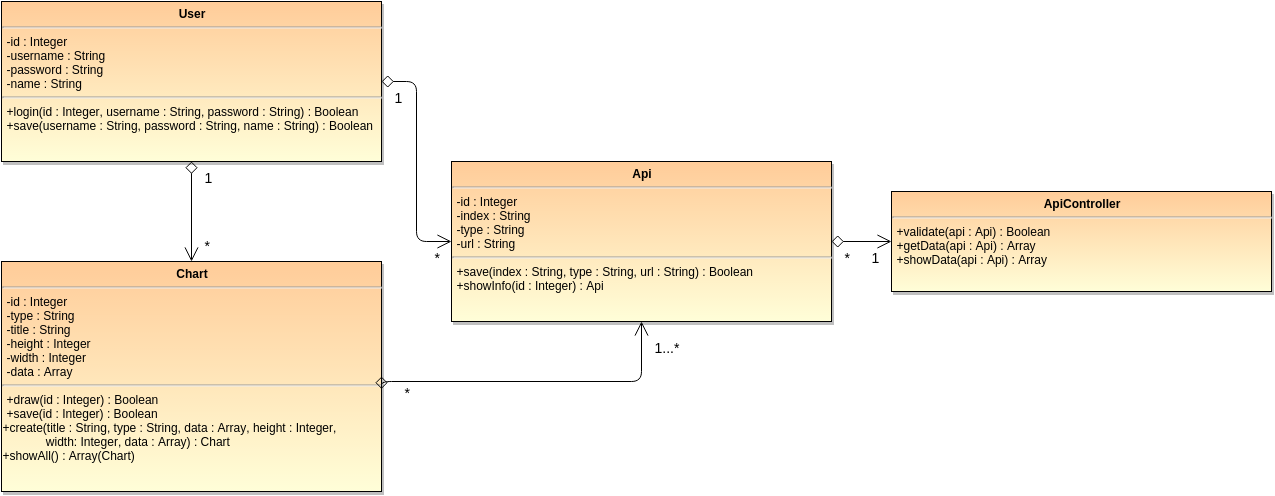 User
-id : Integer
-username : String
-password : String
-name : String
+login(id : Integer, username : String, password : String) : Boolean
+save(username : String, password : String, name : String) : Boolean
1
1
*
*
Api
-id : Integer
-index : String
-type : String
-url : String
+save(index : String, type : String, url : String) : Boolean
+showInfo(id : Integer) : Api
*
1
ApiController
+validate(api : Api) : Boolean
+getData(api : Api) : Array
+showData(api : Api) : Array
Chart
-id : Integer
-type : String
-title : String
-height : Integer
-width : Integer
-data : Array
+draw(id : Integer) : Boolean
+save(id : Integer) : Boolean
+create(title : String, type : String, data : Array, height : Integer,
width: Integer, data : Array) : Chart
+showAll() : Array(Chart)
1...*
*